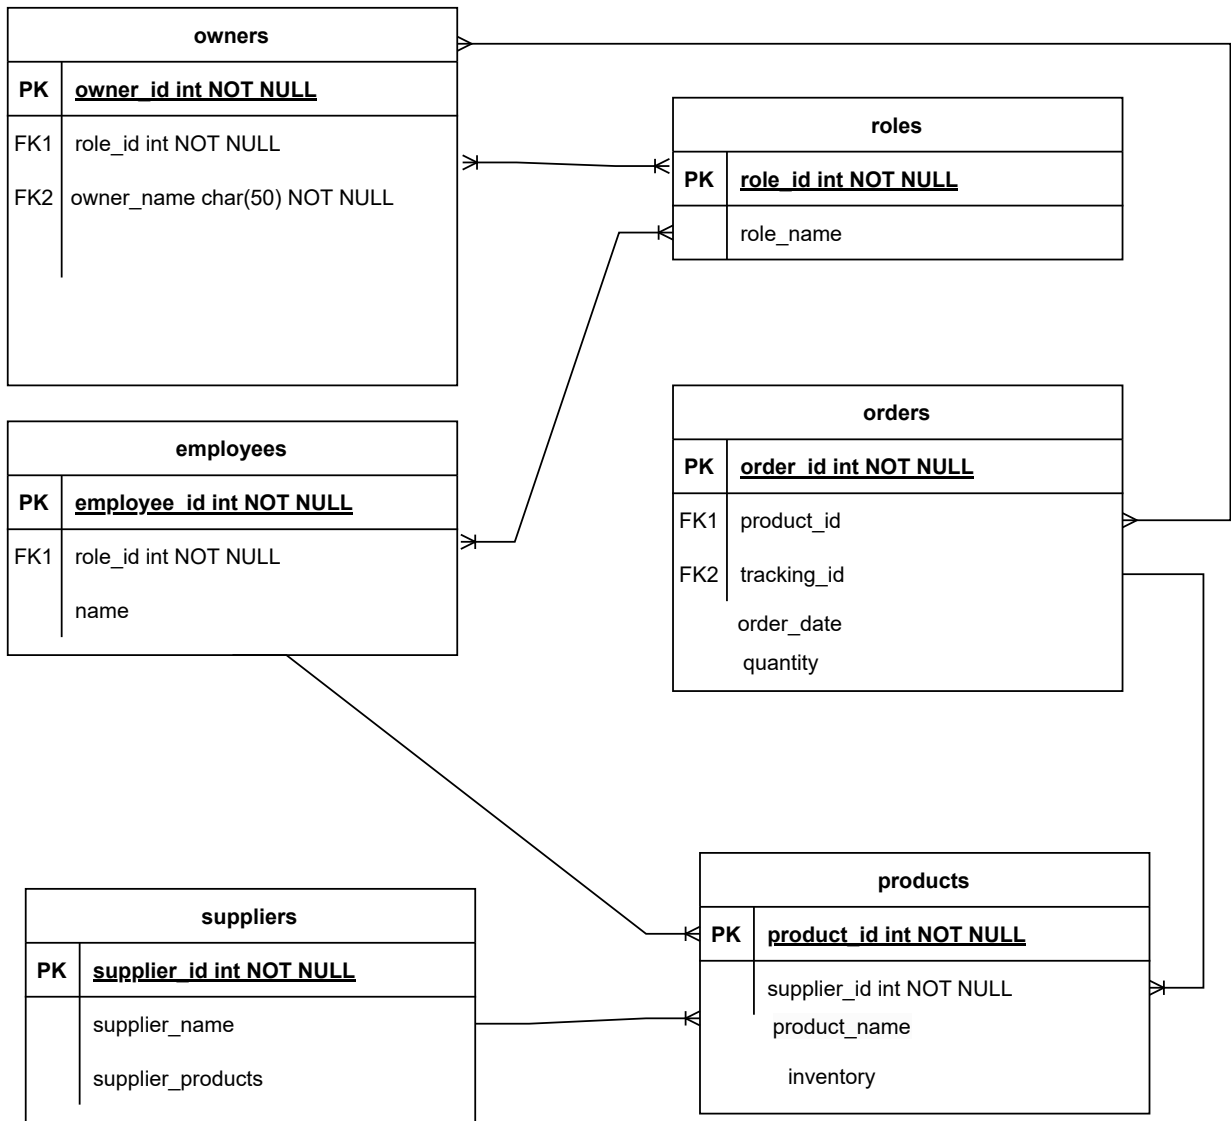 owners
PK owner_id int NOT NULL
FK1 role_id int NOT NULL
FK2 owner_name char(50) NOT NULL
roles
PK role_id int NOT NULL
role_name
employees
PK employee_id int NOT NULL
FK1 role_id int NOT NULL
name
orders
PK order_id int NOT NULL
FK1 product_id
FK2 tracking_id
order_date
quantity
suppliers
PK supplier_id int NOT NULL
supplier_name
supplier_products
products
PK product_id int NOT NULL
supplier_id int NOT NULL
product_name
inventory